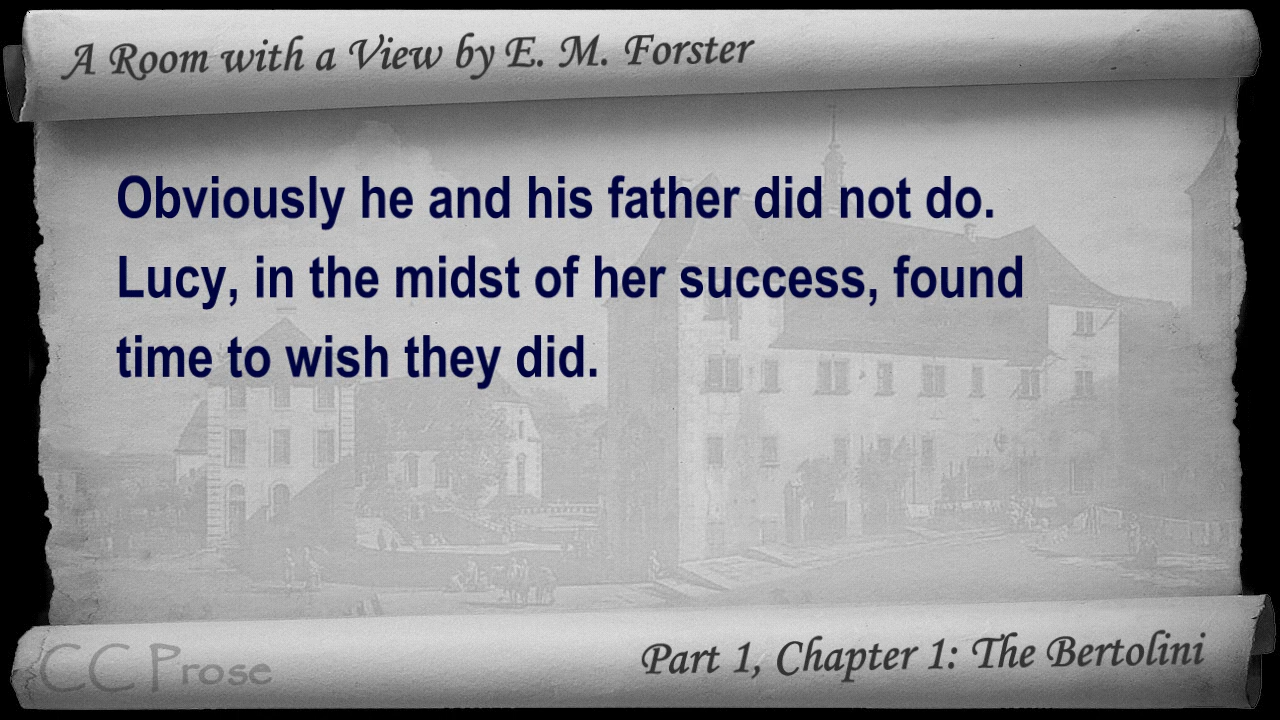 A Room with a View by E. M. Forster
Obviously he and his father did not do.
Lucy, in the midst of her success, found
time to wish they did.
CC Prose
Part 1, Chapter 1: The Bertolini